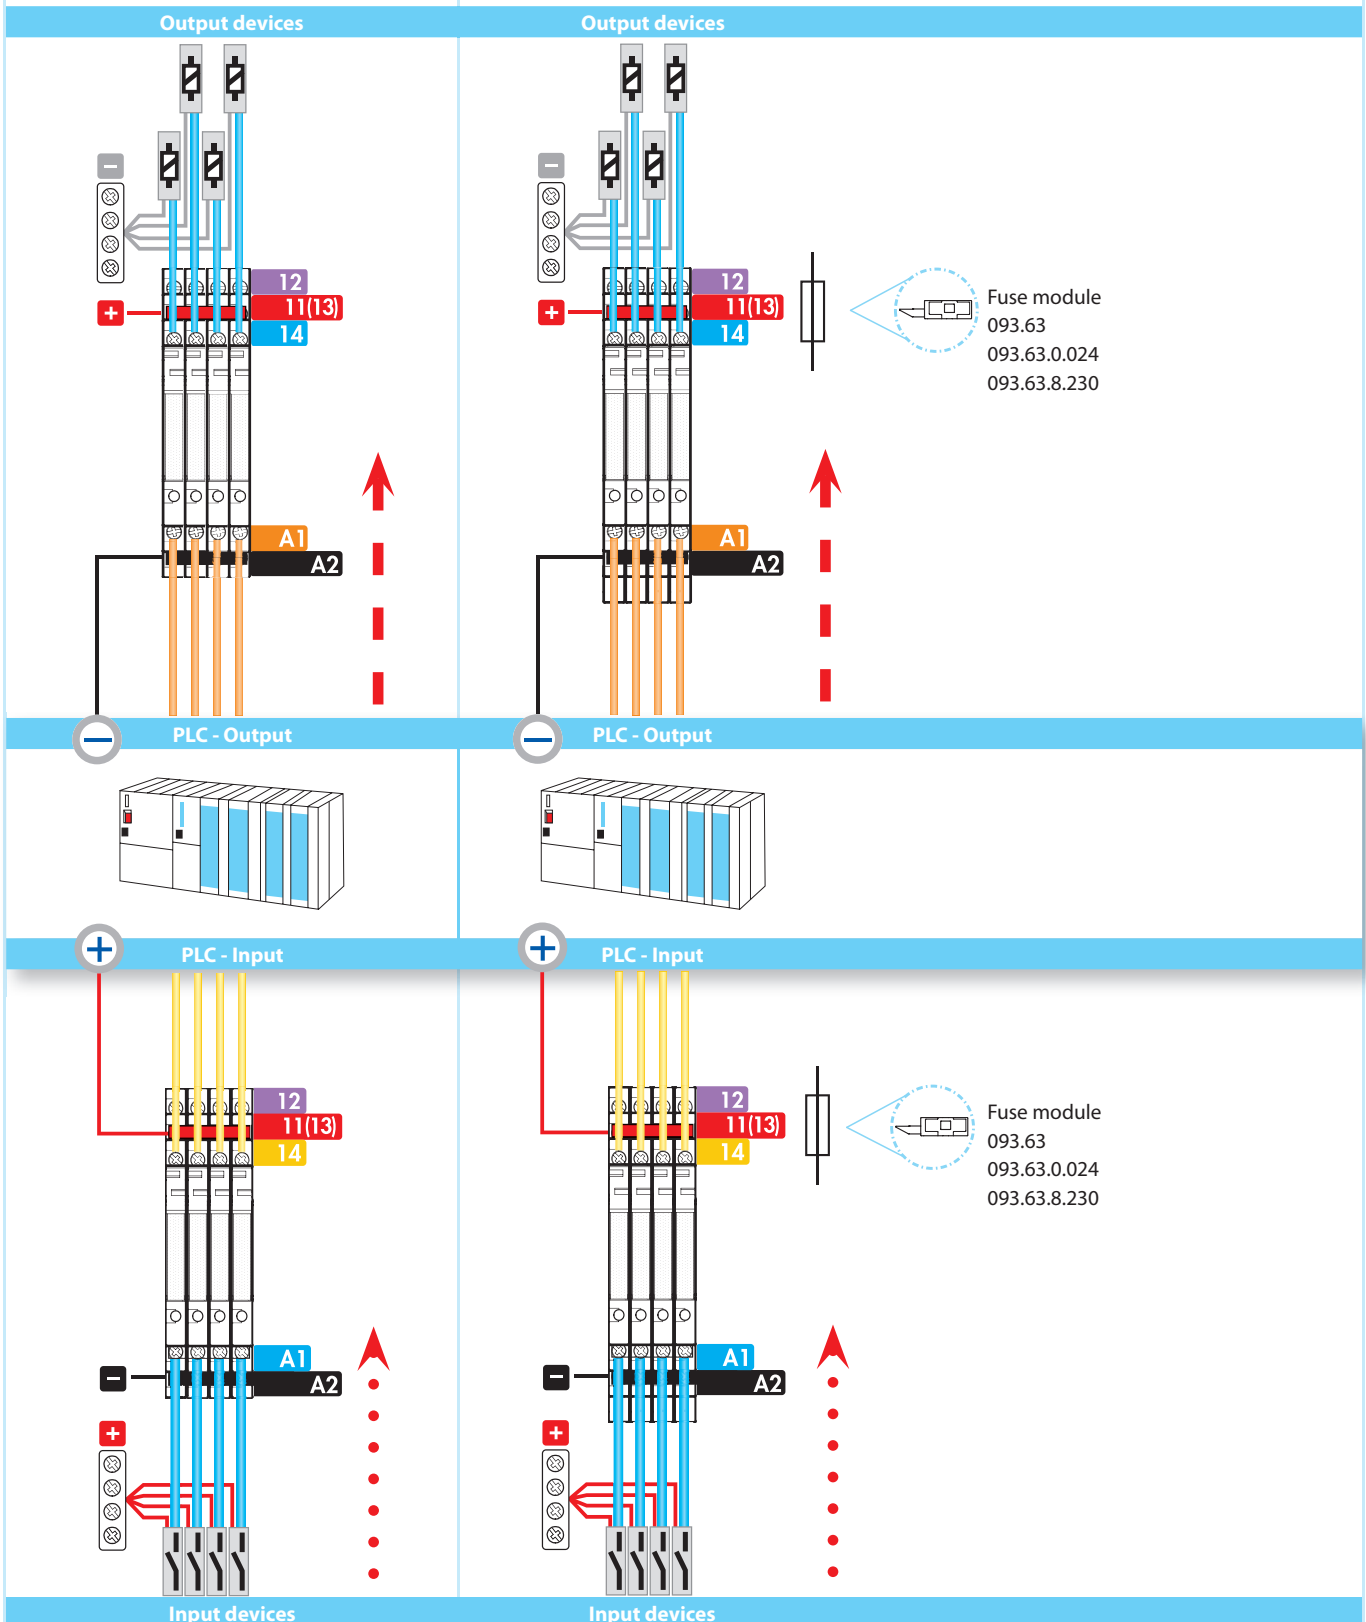 Output devices
Output devices
−
−
12
11(13)
14
+
12
11(13)
14
+
Fuse module
093.63
093.63.0.024
093.63.8.230
A1
A2
A1
A2
−
PLC - Output
−
PLC - Output
+
PLC - Input
+
PLC - Input
12
11(13)
14
12
11(13)
14
Fuse module
093.63
093.63.0.024
093.63.8.230
A1
A2
−
A1
A2
−
+
+
Input devices
Input devices